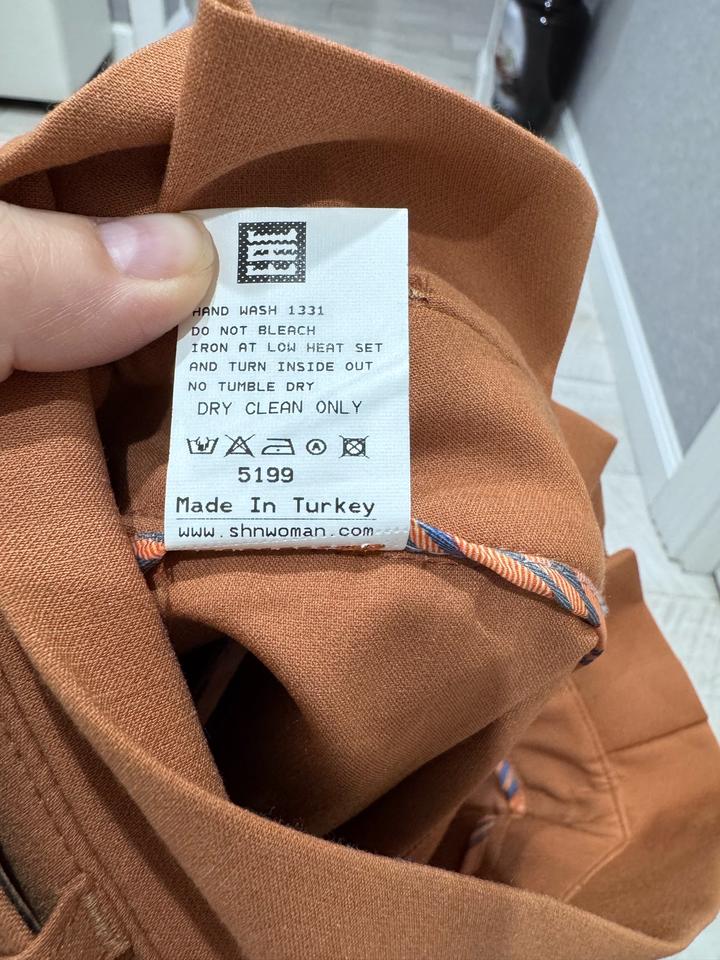 HAND WASH 1331
DO NOT BLEACH
IRON AT LOW HEAT SET
AND TURN INSIDE OUT
NO TUMBLE DRY
DRY CLEAN ONLY
A
5199
Made In Turkey
www.shnwoman.com